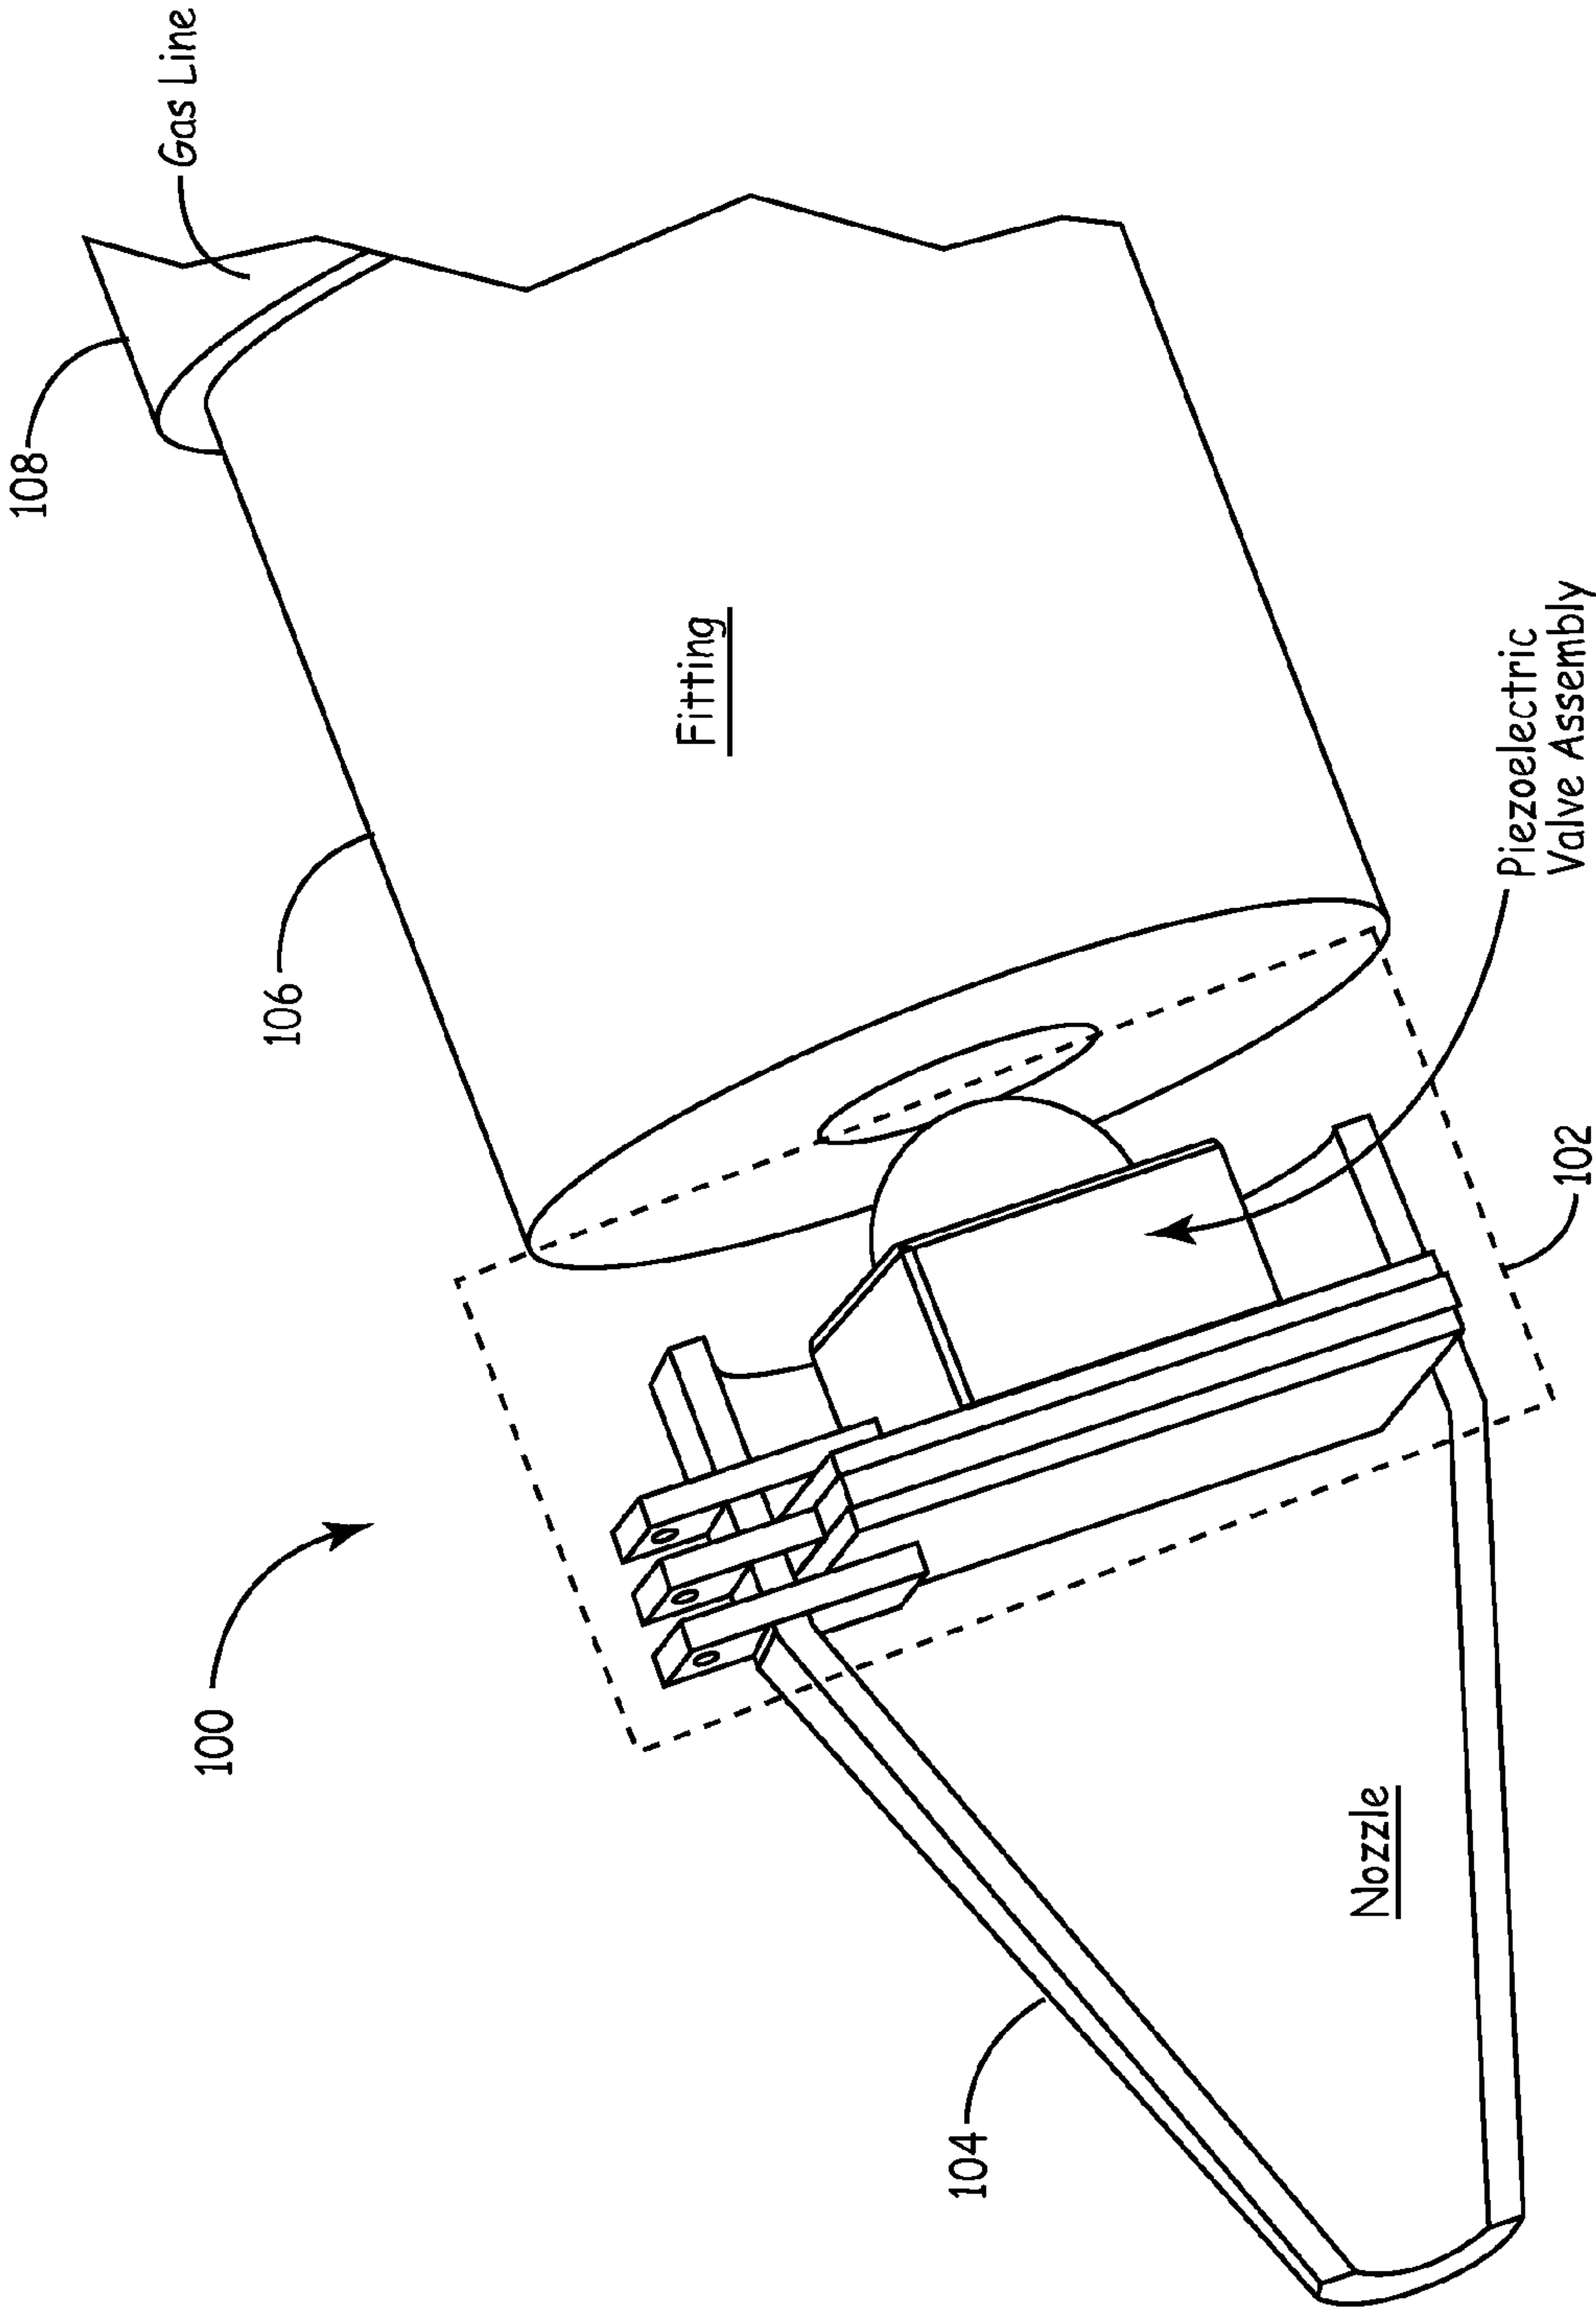 108
Gas Line
106
Fitting
100
102
Piezoelectric
Valve Assembly
104
Nozzle